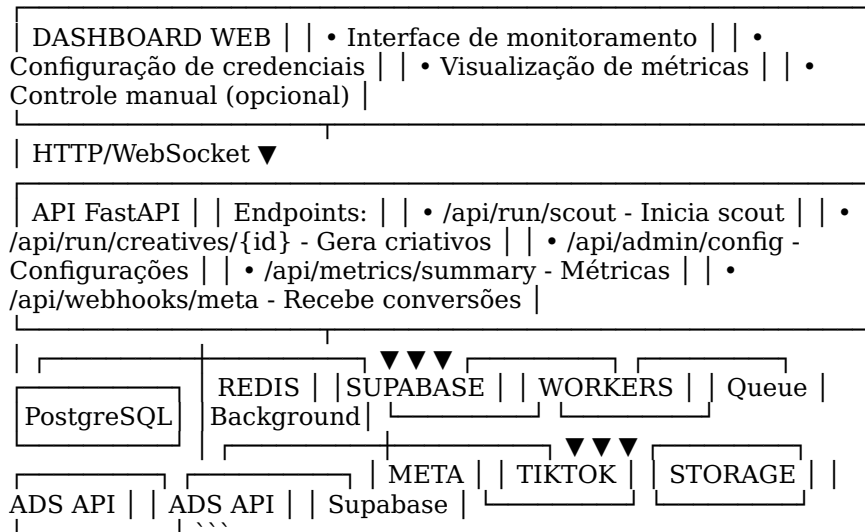 │ DASHBOARD WEB │ │ • Interface de monitoramento │ │ •
Configuração de credenciais │ │ • Visualização de métricas │ │ •
Controle manual (opcional) │
│ HTTP/WebSocket ▼
│ API FastAPI │ │ Endpoints: │ │ • /api/run/scout - Inicia scout │ │ •
/api/run/creatives/{id} - Gera criativos │ │ • /api/admin/config -
Configurações │ │ • /api/metrics/summary - Métricas │ │ •
/api/webhooks/meta - Recebe conversões │
│ ▼ ▼ ▼
│ REDIS │ │SUPABASE │ │ WORKERS │ │ Queue │
│PostgreSQL│ │Background│
│ ▼ ▼ ▼
│ META │ │ TIKTOK │ │ STORAGE │ │
ADS API │ │ ADS API │ │ Supabase │
```